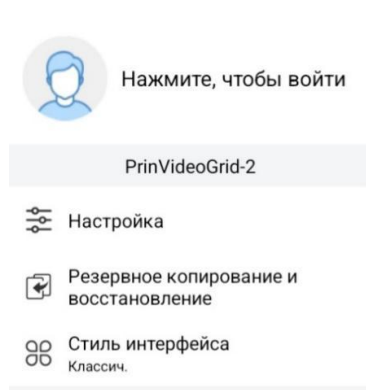 Нажмите, чтобы войти
PrinVideoGrid-2
Настройка
Резервное копирование и
восстановление
Стиль интерфейса
Классич.